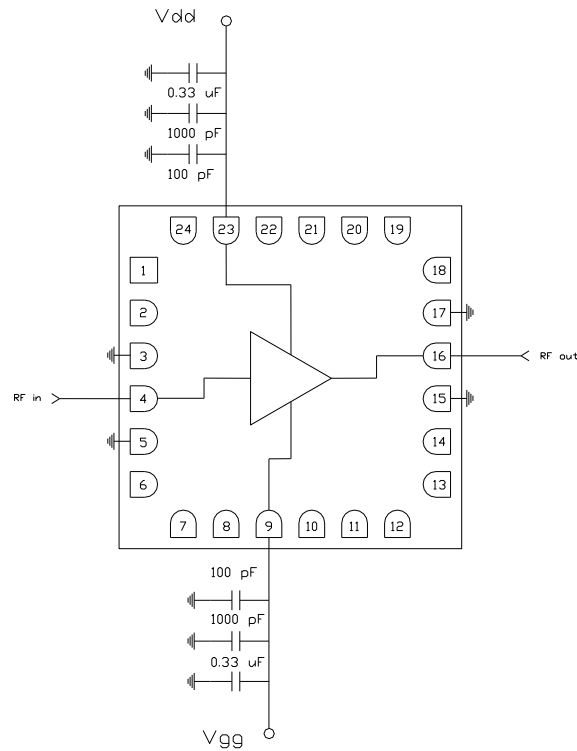 Vdd
0.33 uF
1000 pF
100 pF
24 23 22 21 20 19
1 18
2 17
3 16 RF out
RF in 4 15
5 14
6 13
7 8 9 10 11 12
100 pF
1000 pF
0.33 uF
Vgg